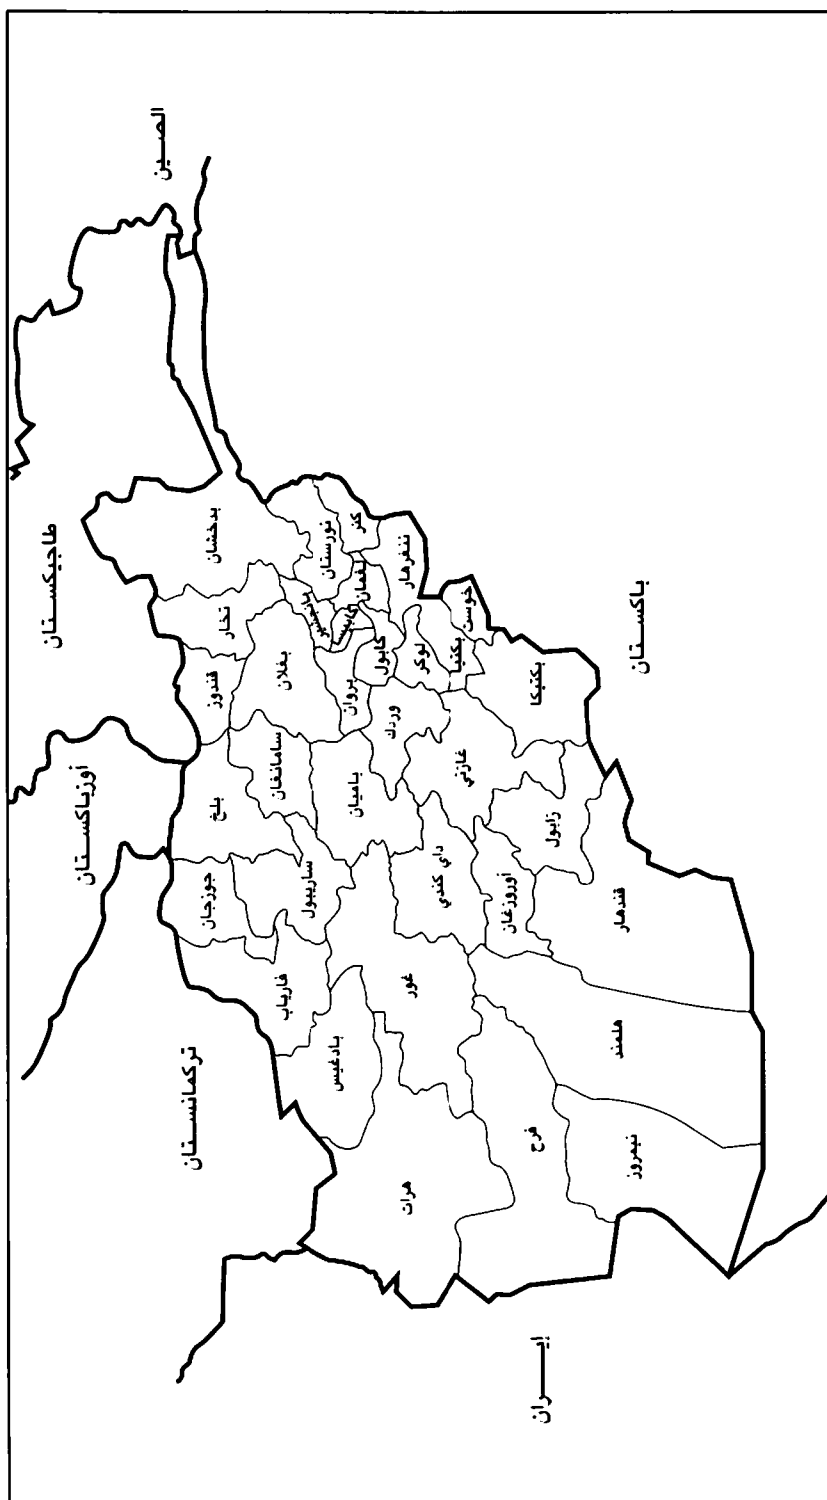 الصين
طاجيكستان
أوزباكستان
تركمانستان
إيران
باكستان
بدخشان
تخار
قندوز
بلخ
جوزجان
فارياب
بادغيس
هرات
بغلان
سامانغان
ساريبول
نورستان
كنر
لغمان
ننغرهار
كابول
بروان
وردك
باميان
لوكر
بكتيا
خوست
بكتيكا
غازني
داي كندي
غور
زابول
أوروزغان
قندهار
هلمند
فرح
نيمروز